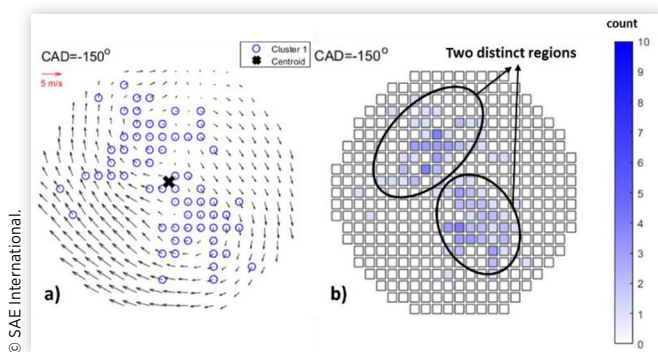 count
CAD=-150°
5 m/s
Cluster 1
Centroid
CAD=-150°
Two distinct regions
10
9
8
7
6
5
4
3
2
1
0
a)
b)
© SAE International.